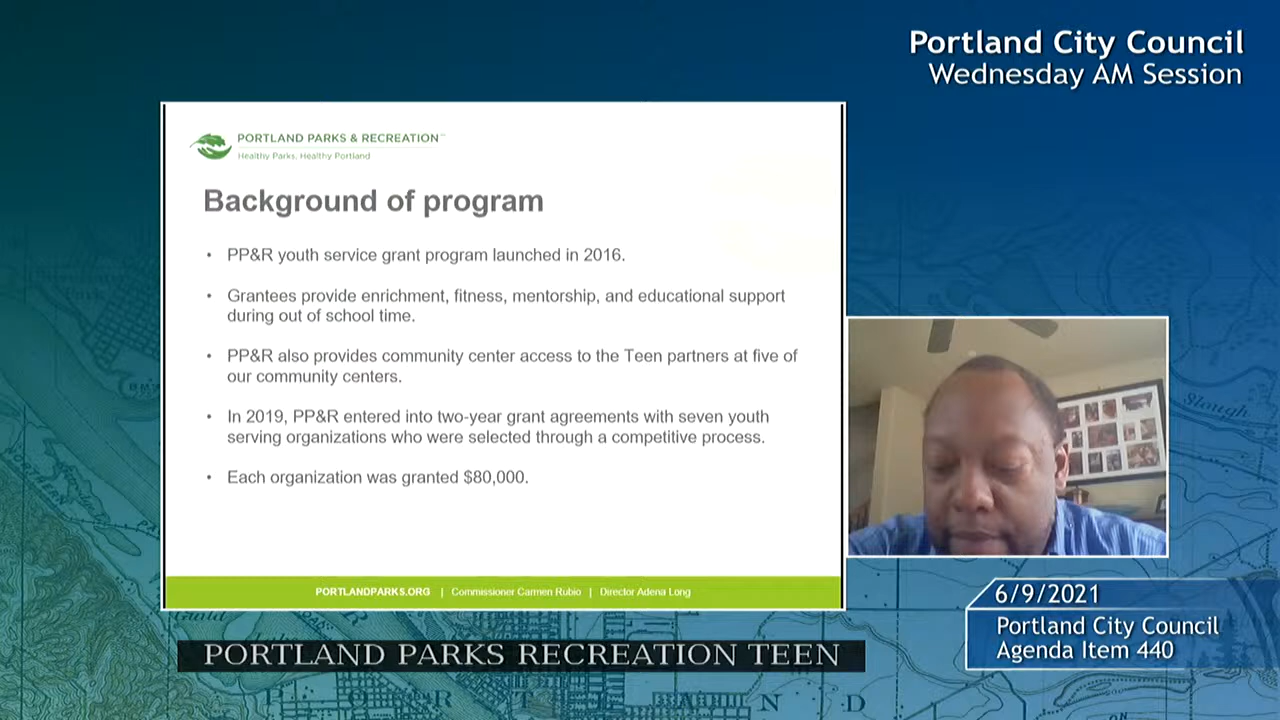 Portland City Council
Wednesday AM Session
PORTLAND PARKS & RECREATION
Healthy Parks, Healthy Portland
Background of program
• PP&R youth service grant program launched in 2016.
• Grantees provide enrichment, fitness, mentorship, and educational support
during out of school time.
• PP&R also provides community center access to the Teen partners at five of
our community centers.
• In 2019, PP&R entered into two-year grant agreements with seven youth
serving organizations who were selected through a competitive process.
• Each organization was granted $80,000.
PORTLANDPARKS.ORG | Commissioner Carmen Rubio | Director Adena Long
Slough
6/9/2021
Portland City Council
Agenda Item 440
PORTLAND PARKS RECREATION TEEN
Guild
Lake
P O R T L A N D
ON